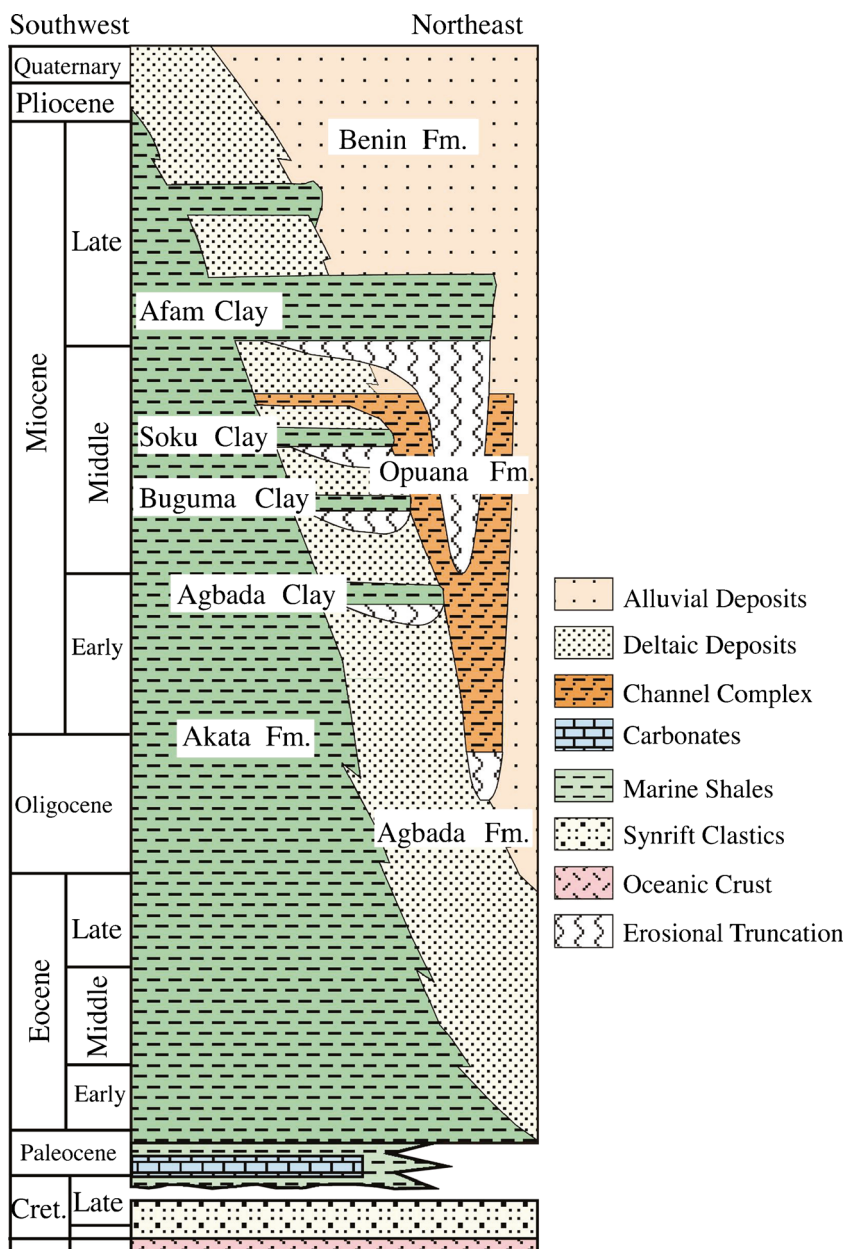 Southwest
Northeast
Quaternary
Pliocene
Benin Fm.
Late
Afam Clay
Miocene
Middle
Soku Clay
Opuana Fm.
Buguma Clay
Agbada Clay
Early
Akata Fm.
Oligocene
Agbada Fm.
Late
Eocene
Middle
Early
Paleocene
Cret.
Late
Alluvial Deposits
Deltaic Deposits
Channel Complex
Carbonates
Marine Shales
Synrift Clastics
Oceanic Crust
Erosional Truncation